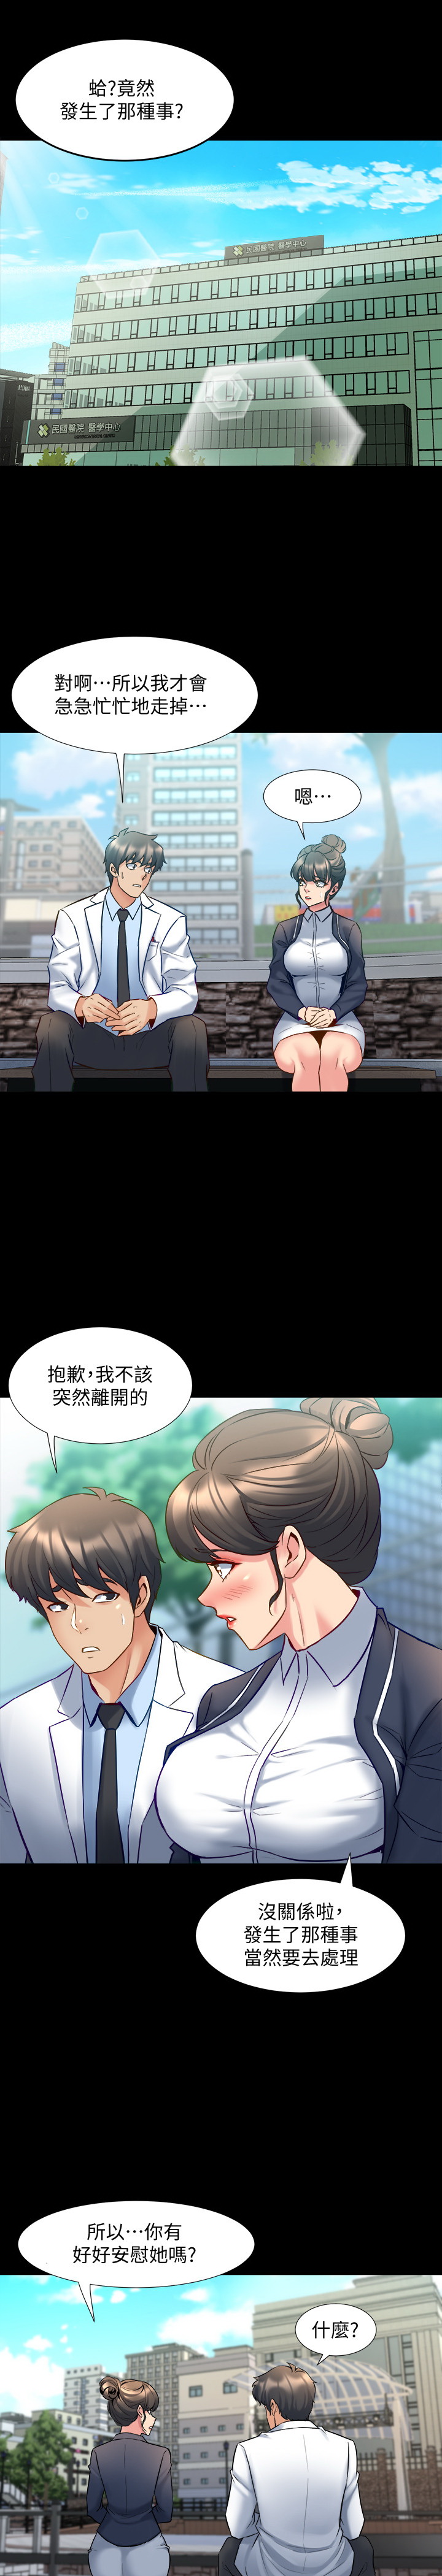 蛤?竟然
發生了那種事?
民國醫院 醫學中心
民國醫院 醫學中心
對啊…所以我才會
急急忙忙地走掉…
嗯…
抱歉,我不該
突然離開的
沒關係啦,
發生了那種事
當然要去處理
所以…你有
好好安慰她嗎?
什麼?